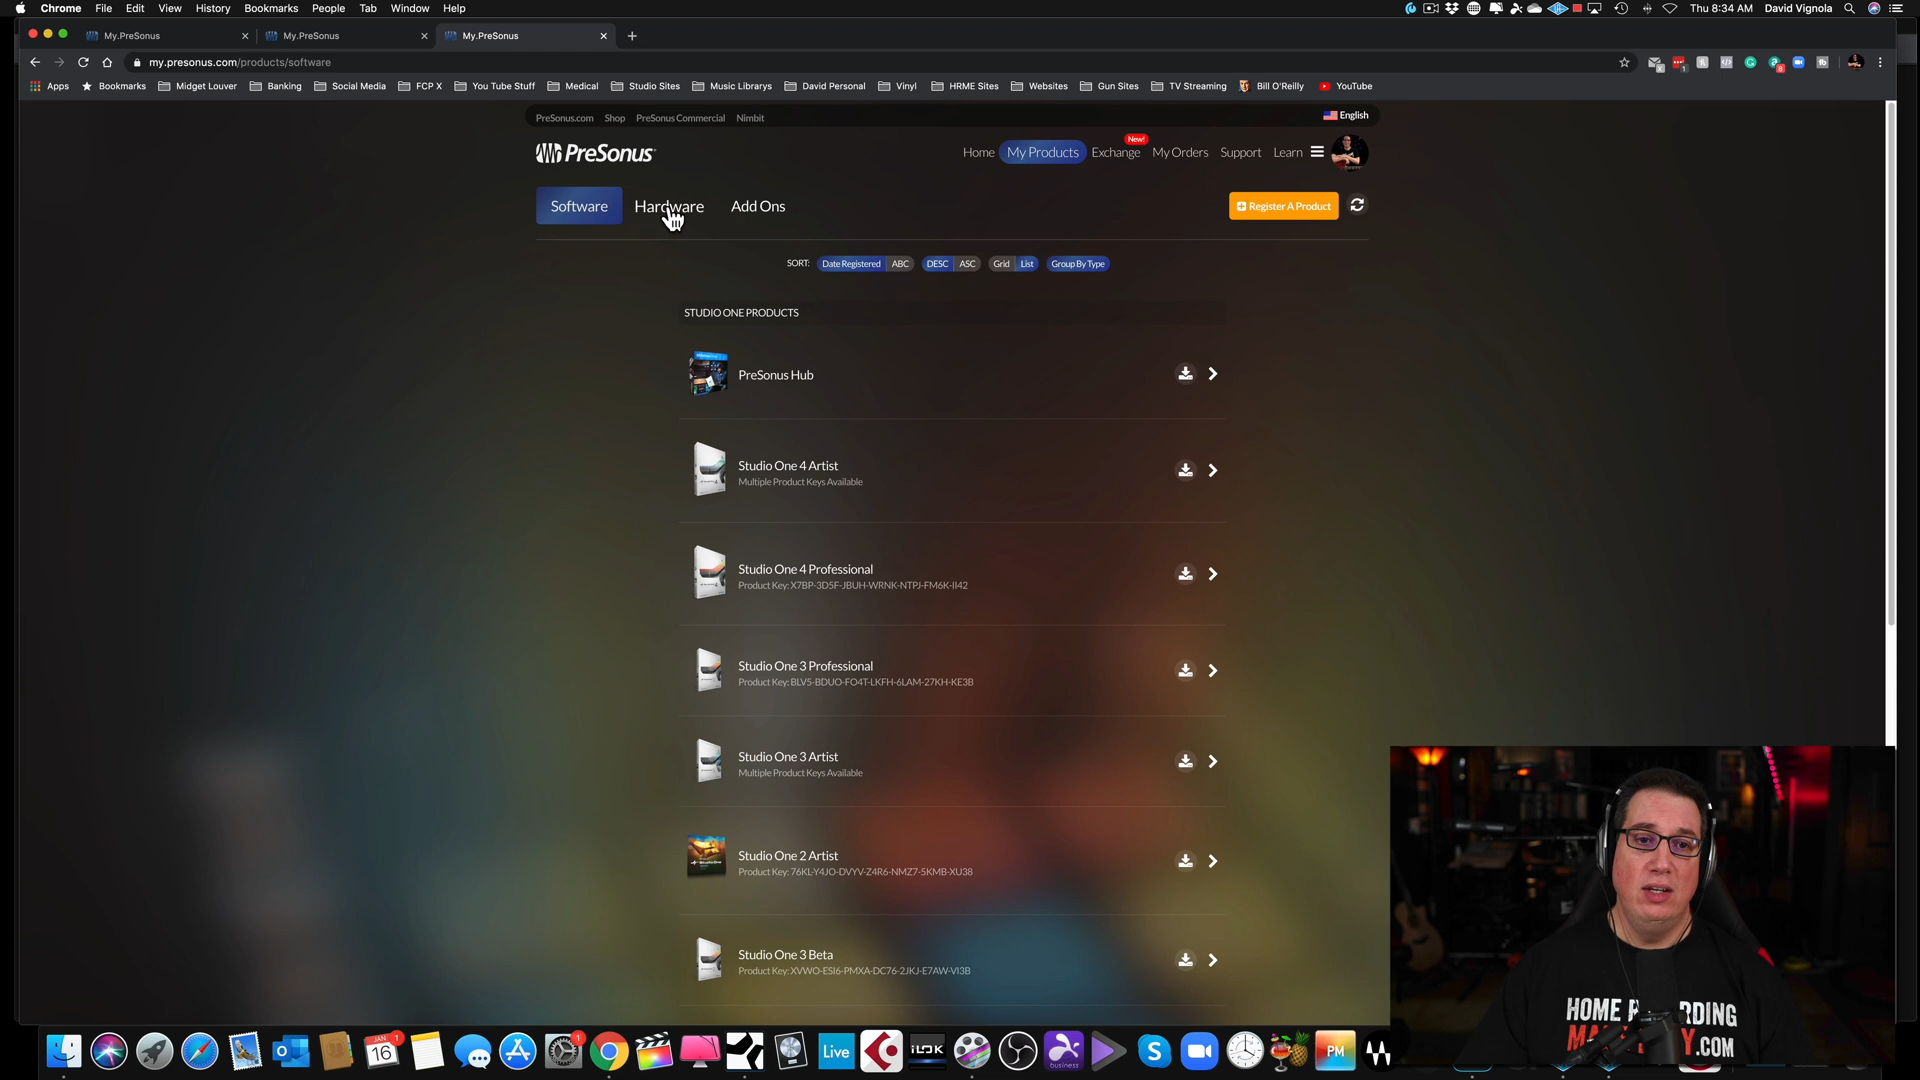 Chrome File Edit View History Bookmarks People Tab Window Help
Thu 8:34 AM David Vignola
My.PreSonus
My.PreSonus
My.PreSonus
my.presonus.com/products/software
Apps Bookmarks Midget Louver Banking Social Media FCP X You Tube Stuff Medical Studio Sites Music Librarys David Personal Vinyl HRME Sites Websites Gun Sites TV Streaming Bill O'Reilly YouTube
PreSonus.com Shop PreSonus Commercial Nimbit
English
PreSonus
New!
Home My Products Exchange My Orders Support Learn
Software Hardware Add Ons
Register A Product
SORT: Date Registered ABC DESC ASC Grid List Group By Type
STUDIO ONE PRODUCTS
PreSonus Hub
Studio One 4 Artist
Multiple Product Keys Available
Studio One 4 Professional
Product Key: X7BP-3D5F-JBUH-WRNK-NTPJ-FM6K-II42
Studio One 3 Professional
Product Key: BLV5-BDUO-FO4T-LKFH-6LAM-27KH-KE3B
Studio One 3 Artist
Multiple Product Keys Available
Studio One 2 Artist
Product Key: 76KL-Y4JO-DVYV-Z4R6-NMZ7-5KMB-XU38
Studio One 3 Beta
Product Key: XVWO-ESI6-PMXA-DC76-2JKJ-E7AW-VI3B
JAN
16
1
1
Live
iLOK
business
PM
HOME
.COM